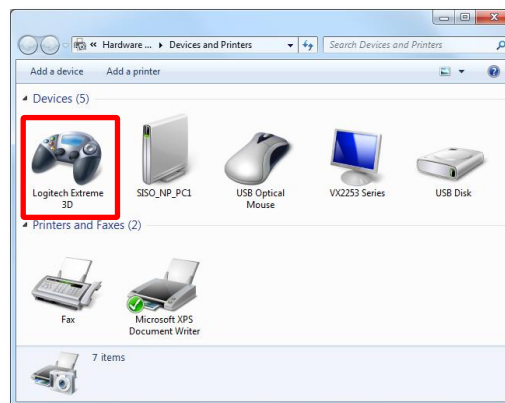 « Hardware ... ▸ Devices and Printers
Search Devices and Printers
Add a device Add a printer
Devices (5)
Logitech Extreme
3D
SISO_NP_PC1
USB Optical
Mouse
VX2253 Series
USB Disk
Printers and Faxes (2)
Fax
Microsoft XPS
Document Writer
7 items